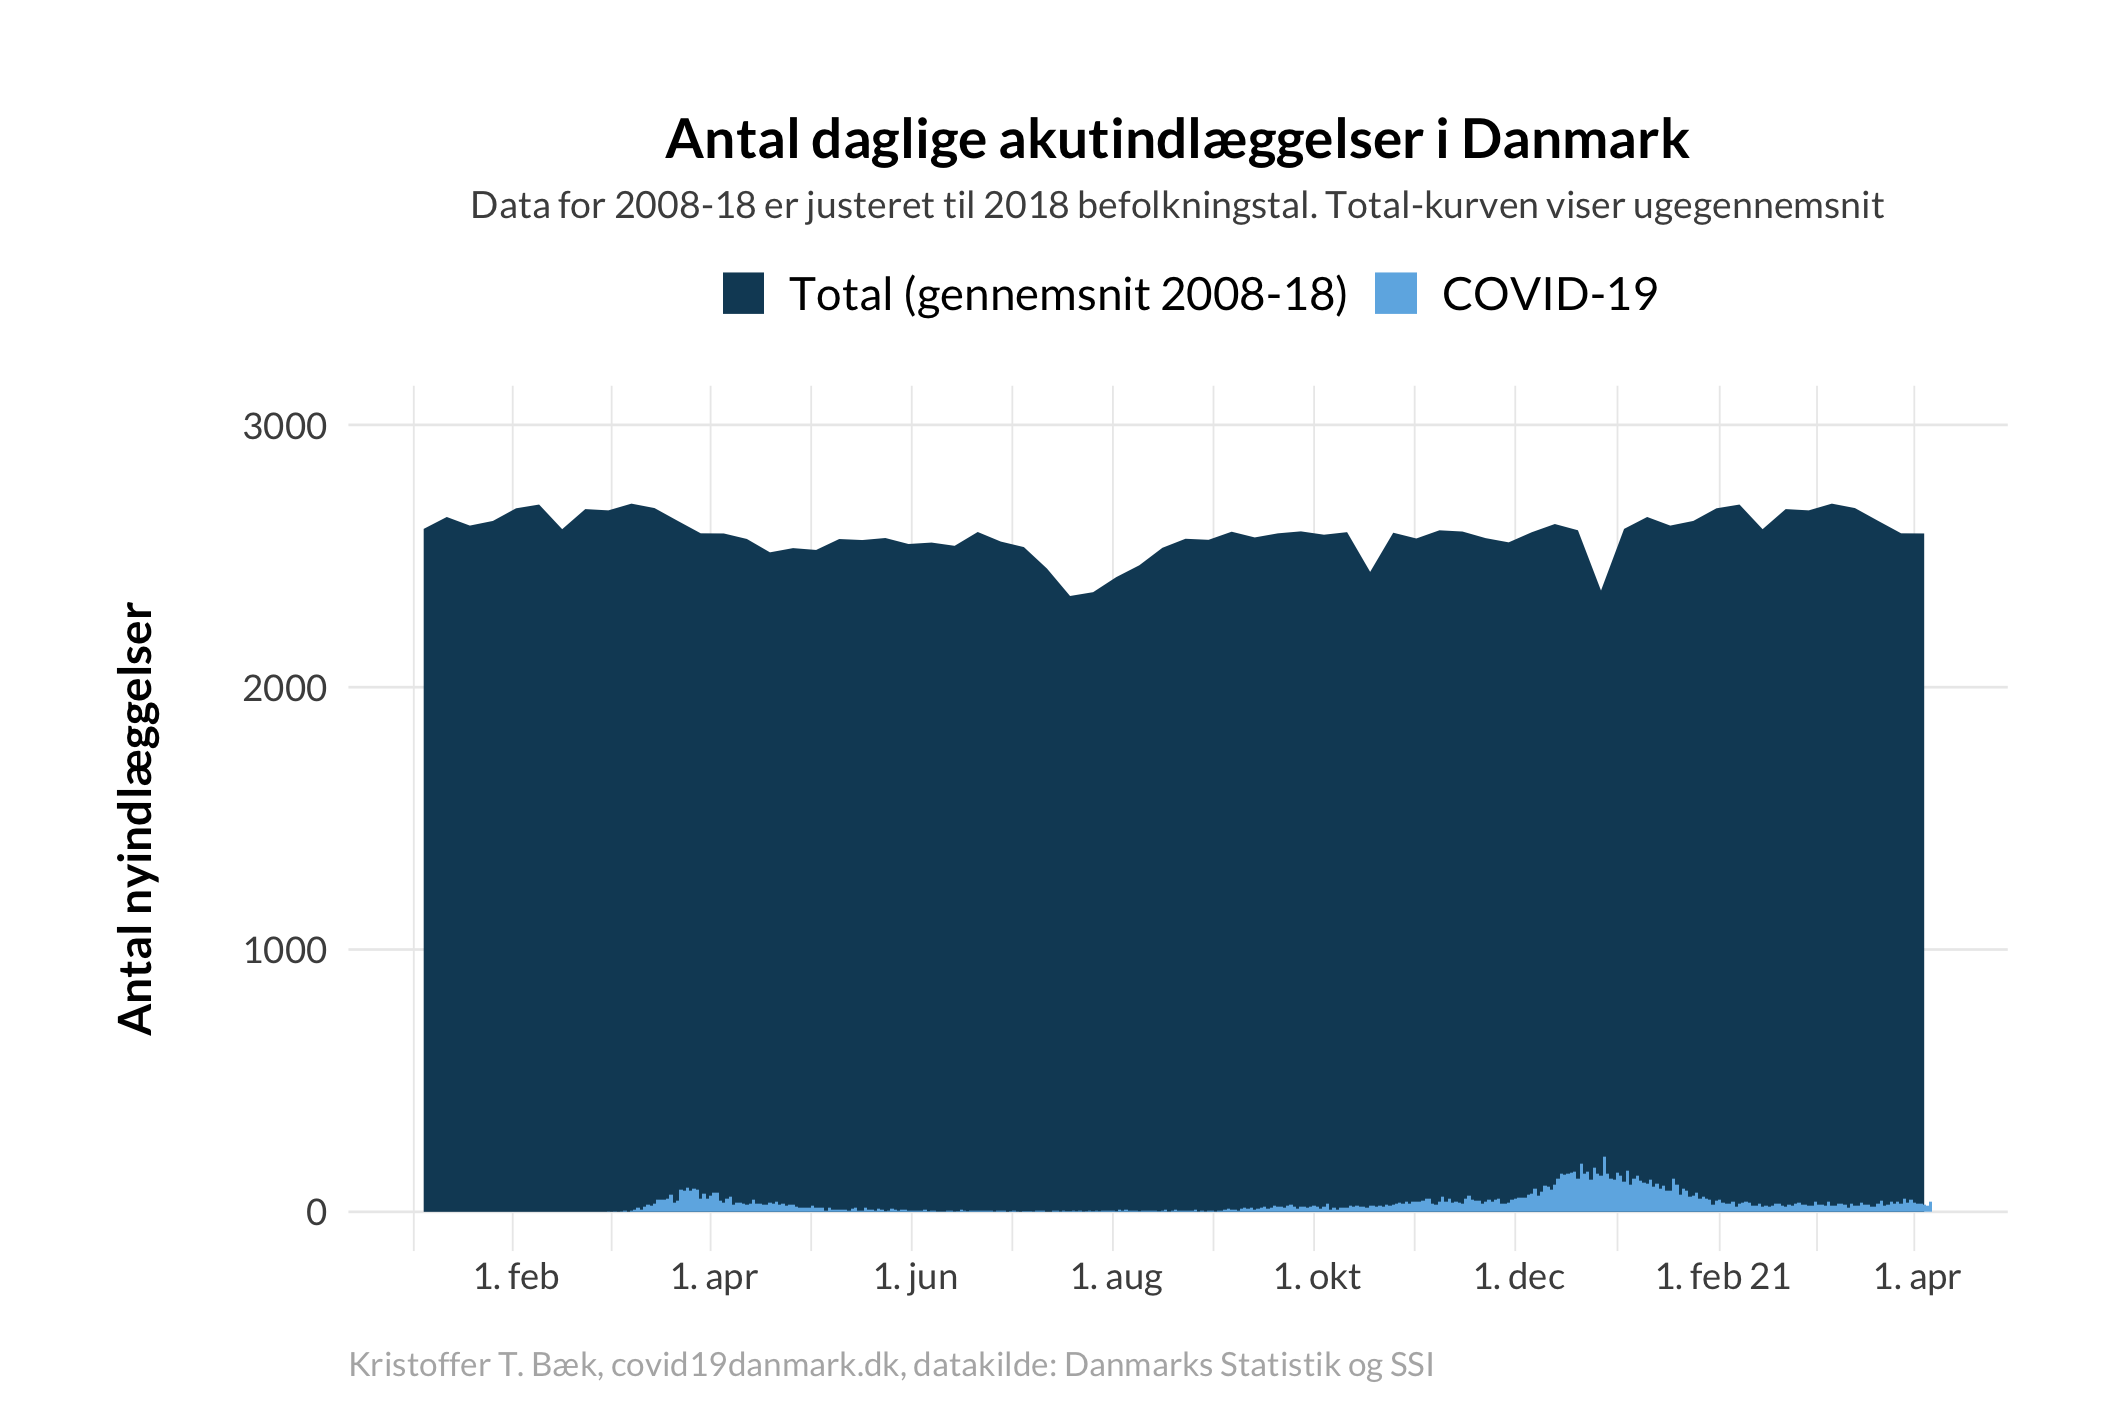 Antal daglige akutindlæggelser i Danmark
Data for 2008-18 er justeret til 2018 befolkningstal. Total-kurven viser ugegennemsnit
Total (gennemsnit 2008-18) COVID-19
Antal nyindlæggelser
3000
2000
1000
0
1. feb 1. apr 1. jun 1. aug 1. okt 1. dec 1. feb 21 1. apr
Kristoffer T. Bæk, covid19danmark.dk, datakilde: Danmarks Statistik og SSI